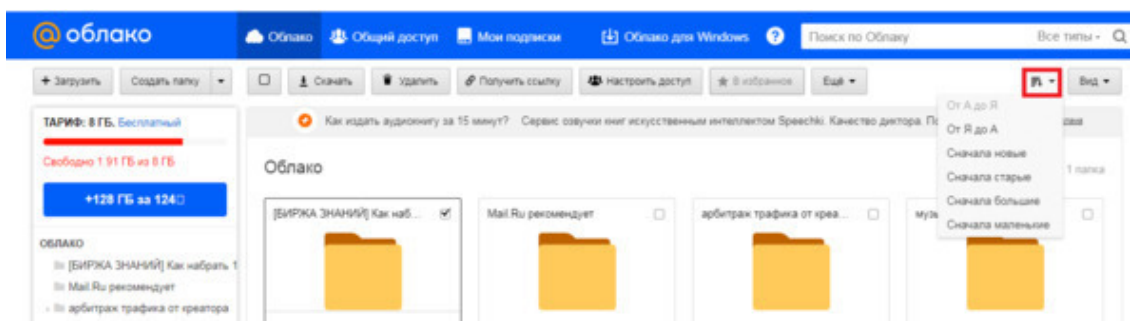 облако
Облако Общий доступ Мои подписки Облако для Windows ? Поиск по Облаку Все типы
+ Загрузить Создать папку Скачать Удалить Получить ссылку Настроить доступ В избранное Ещё Вид
ТАРИФ: 8 ГБ. Бесплатный
Свободно 1.91 ГБ из 8 ГБ
+128 ГБ за 124
ОБЛАКО
[БИРЖА ЗНАНИЙ] Как набрать 1
Mail.Ru рекомендует
арбитраж трафика от креатора
Как издать аудиокнигу за 15 минут? Сервис озвучки книг искусственным интеллектом Speechki. Качество диктора.
Облако
1 папка
[БИРЖА ЗНАНИЙ] Как наб...
Mail.Ru рекомендует
арбитраж трафика от креа...
От А до Я
От Я до А
Сначала новые
Сначала старые
Сначала большие
Сначала маленькие